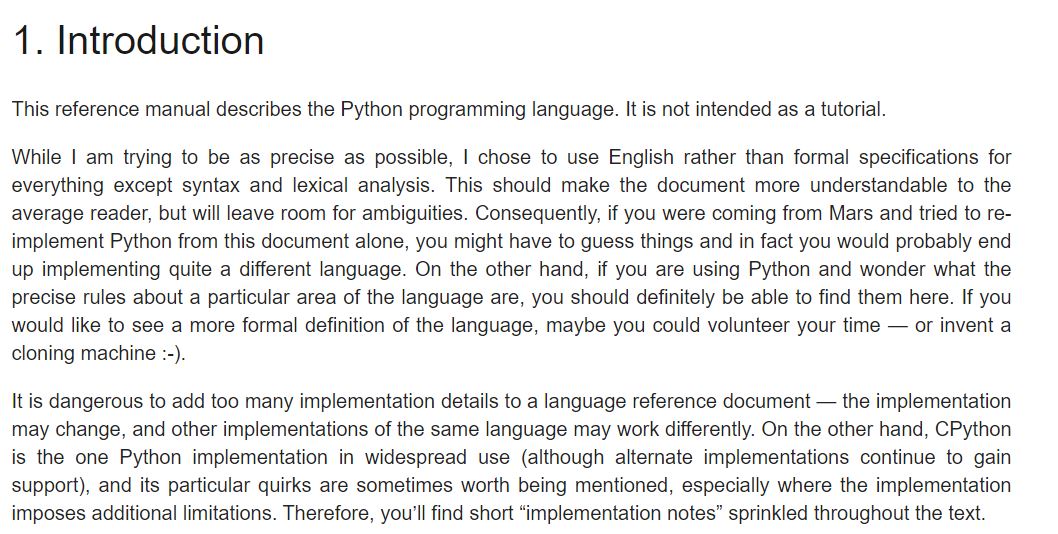 1. Introduction
This reference manual describes the Python programming language. It is not intended as a tutorial.
While I am trying to be as precise as possible, I chose to use English rather than formal specifications for
everything except syntax and lexical analysis. This should make the document more understandable to the
average reader, but will leave room for ambiguities. Consequently, if you were coming from Mars and tried to re-
implement Python from this document alone, you might have to guess things and in fact you would probably end
up implementing quite a different language. On the other hand, if you are using Python and wonder what the
precise rules about a particular area of the language are, you should definitely be able to find them here. If you
would like to see a more formal definition of the language, maybe you could volunteer your time — or invent a
cloning machine :-).
It is dangerous to add too many implementation details to a language reference document — the implementation
may change, and other implementations of the same language may work differently. On the other hand, CPython
is the one Python implementation in widespread use (although alternate implementations continue to gain
support), and its particular quirks are sometimes worth being mentioned, especially where the implementation
imposes additional limitations. Therefore, you’ll find short “implementation notes” sprinkled throughout the text.